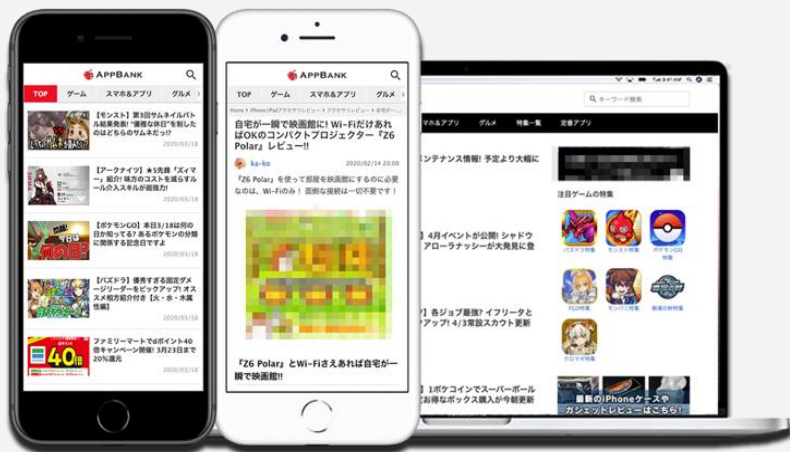 APPBANK
TOP ゲーム スマホ&アプリ グルメ
【モンスト】第3回サムネイルバト
ル結果発表! “優雅な休日”を制した
のはどちらのサムネだっ!?
2020/03/18
【アークナイツ】★5先鋒『ズィマ
ー』紹介! 味方のコストを減らすル
ール介入スキルが超強力!
2020/03/18
【ポケモンGO】本日3/18は何の
日か知ってる? あるポケモンの分類
に関係する記念日ですよ
2020/03/18
【パズドラ】優秀すぎる固定ダメ
ージリーダーをピックアップ! オス
スメ相方紹介付き【火・水・木属
性編】
2020/03/18
40倍
ファミリーマートでdポイント40
倍キャンペーン開催! 3月23日まで
20%還元
2020/03/18
APPBANK
TOP ゲーム スマホ&アプリ グルメ
自宅が一瞬で映画館に! Wi-Fiだけあれ
ばOKのコンパクトプロジェクター『Z6
Polar』レビュー!!
ka-ko 2020/02/14 20:00
『Z6 Polar』を使って部屋を映画館にするのに必要
なのは、Wi-Fiのみ! 面倒な接続は一切不要です!
『Z6 Polar』とWi-Fiさえあれば自宅が一
瞬で映画館!!
キーワード検索
マホ&アプリ グルメ 特集一覧 定番アプリ
ンテナンス情報! 予定より大幅に
】4月イベントが公開! シャドウ
アローラナッシーが大発見に登
】各ジョブ最強? イフリータと
アップ! 4/3常設スカウト更新
】1ポケコインでスーパーボール
お得なボックス購入が今朝更新
注目ゲームの特集
パズドラ特集 モンスト特集 ポケモンGO
特集
FGO特集 モンパニ特集
クロマギ特集
最新のiPhoneケースや
ガジェットレビューはこちら!